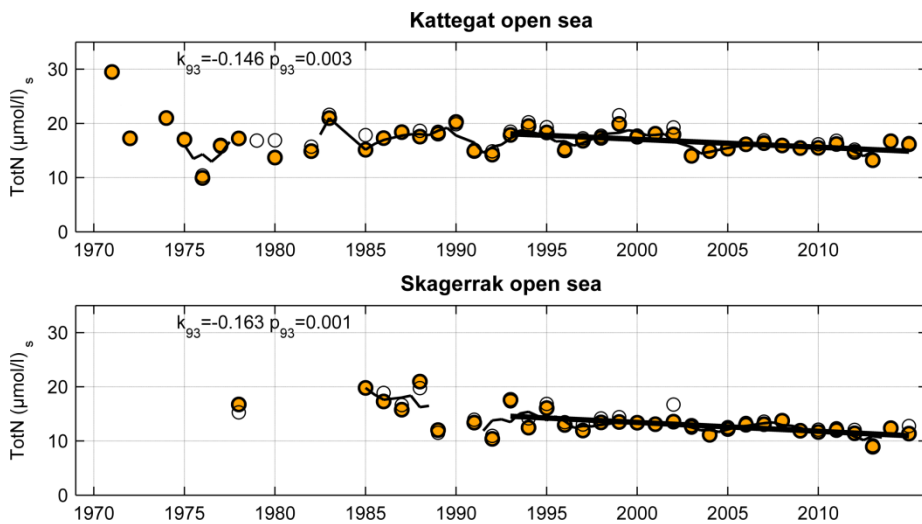 Kattegat open sea
k93=-0.146 p93=0.003
TotN (µmol/l) s
30
20
10
0
1970 1975 1980 1985 1990 1995 2000 2005 2010
Skagerrak open sea
k93=-0.163 p93=0.001
TotN (µmol/l) s
30
20
10
0
1970 1975 1980 1985 1990 1995 2000 2005 2010